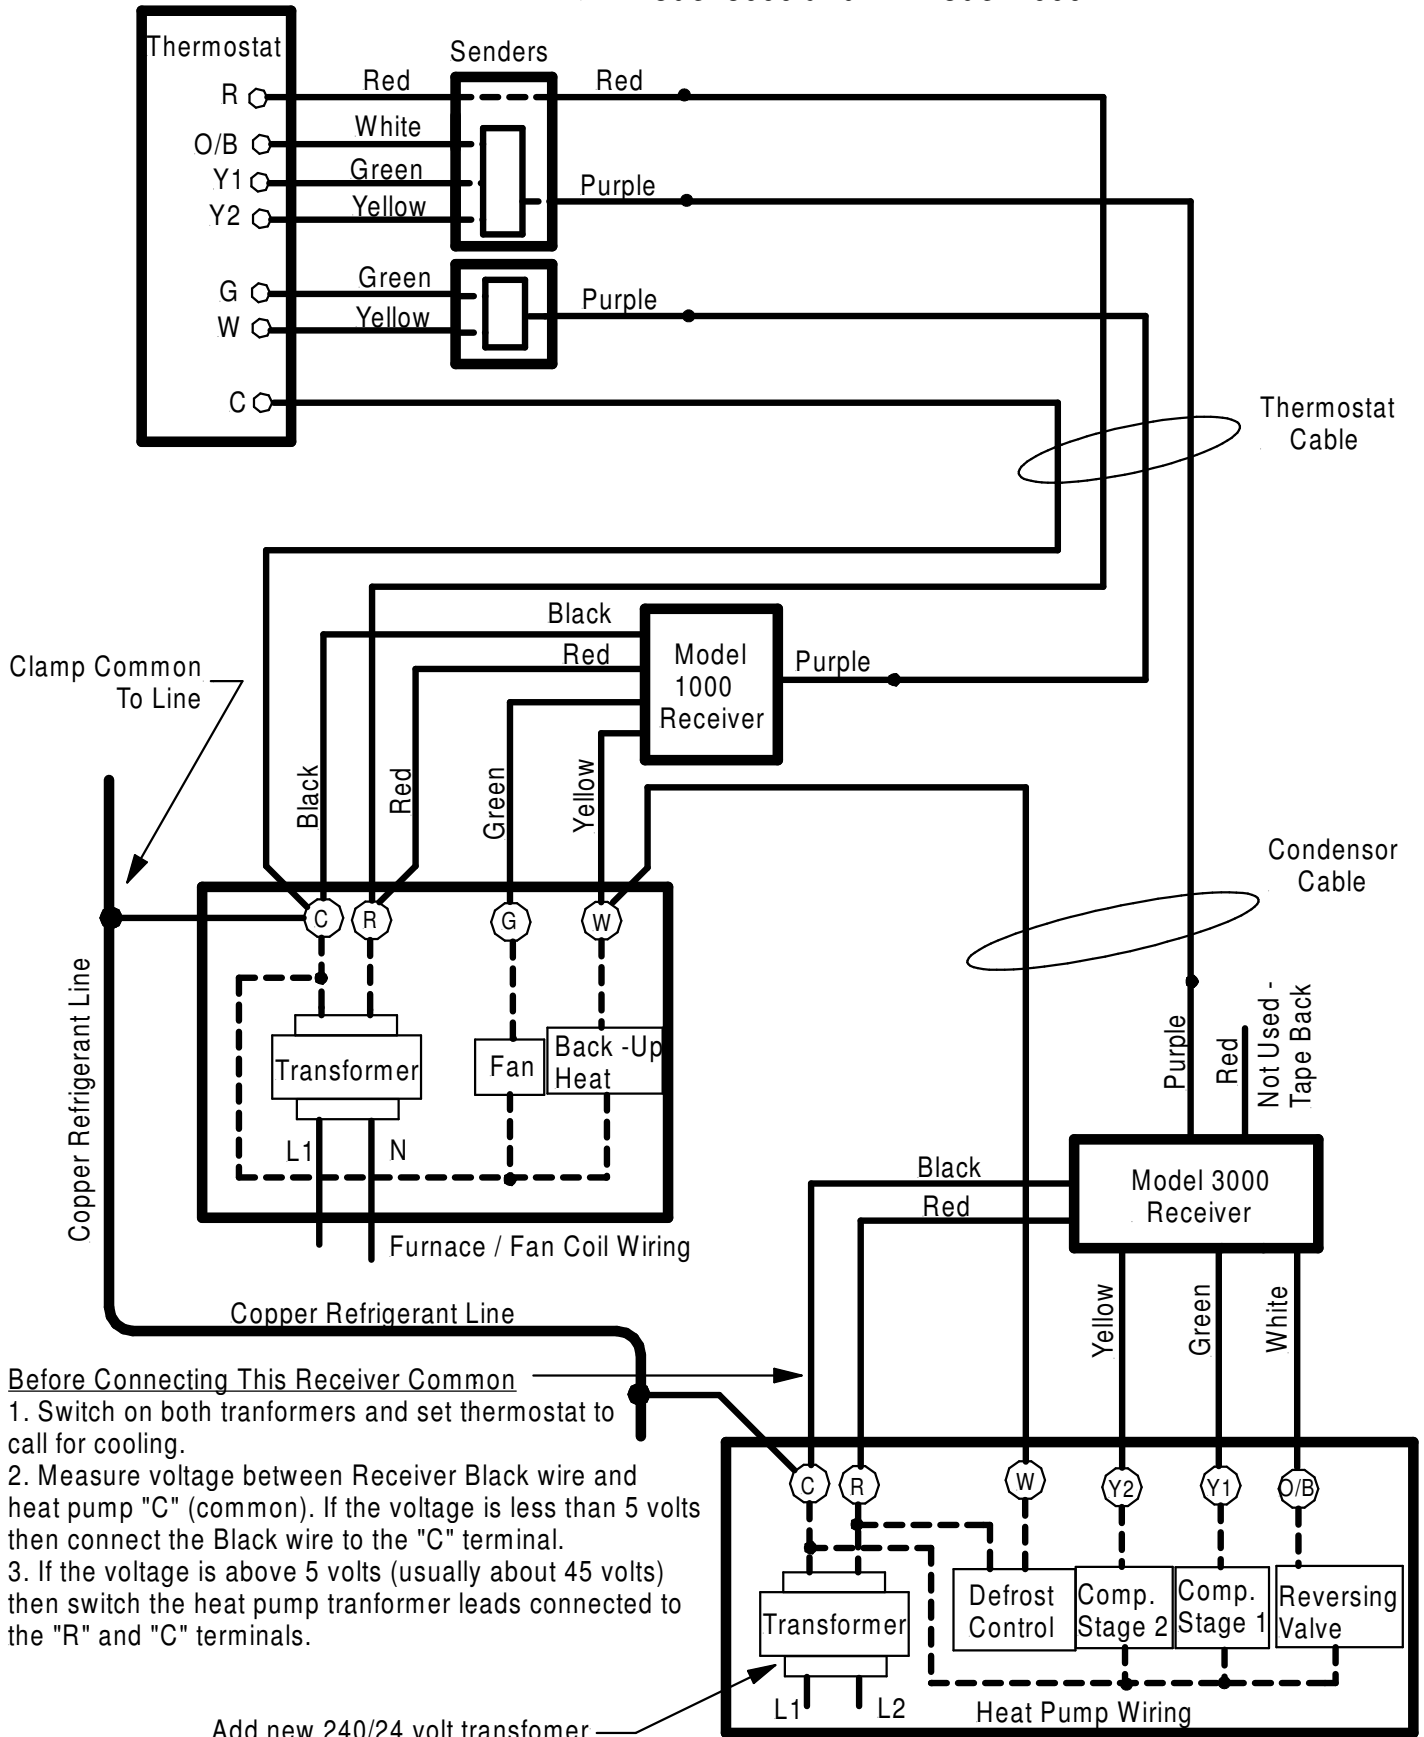 Thermostat
Senders
R
Red
Red
O/B
White
Y1
Green
Purple
Y2
Yellow
G
Green
Purple
W
Yellow
C
Thermostat
Cable
Black
Red
Model
1000
Receiver
Purple
Clamp Common
To Line
Black
Red
Green
Yellow
Condensor
Cable
C
R
G
W
Copper Refrigerant Line
Transformer
Fan
Back -Up
Heat
L1
N
Furnace / Fan Coil Wiring
Purple
Red
Not Used -
Tape Back
Black
Red
Model 3000
Receiver
Yellow
Green
White
Copper Refrigerant Line
Before Connecting This Receiver Common
1. Switch on both tranformers and set thermostat to
call for cooling.
2. Measure voltage between Receiver Black wire and
heat pump "C" (common). If the voltage is less than 5 volts
then connect the Black wire to the "C" terminal.
3. If the voltage is above 5 volts (usually about 45 volts)
then switch the heat pump tranformer leads connected to
the "R" and "C" terminals.
C
R
W
Y2
Y1
O/B
Transformer
Defrost
Control
Comp.
Stage 2
Comp.
Stage 1
Reversing
Valve
L1
L2
Heat Pump Wiring
Add new 240/24 volt transfomer